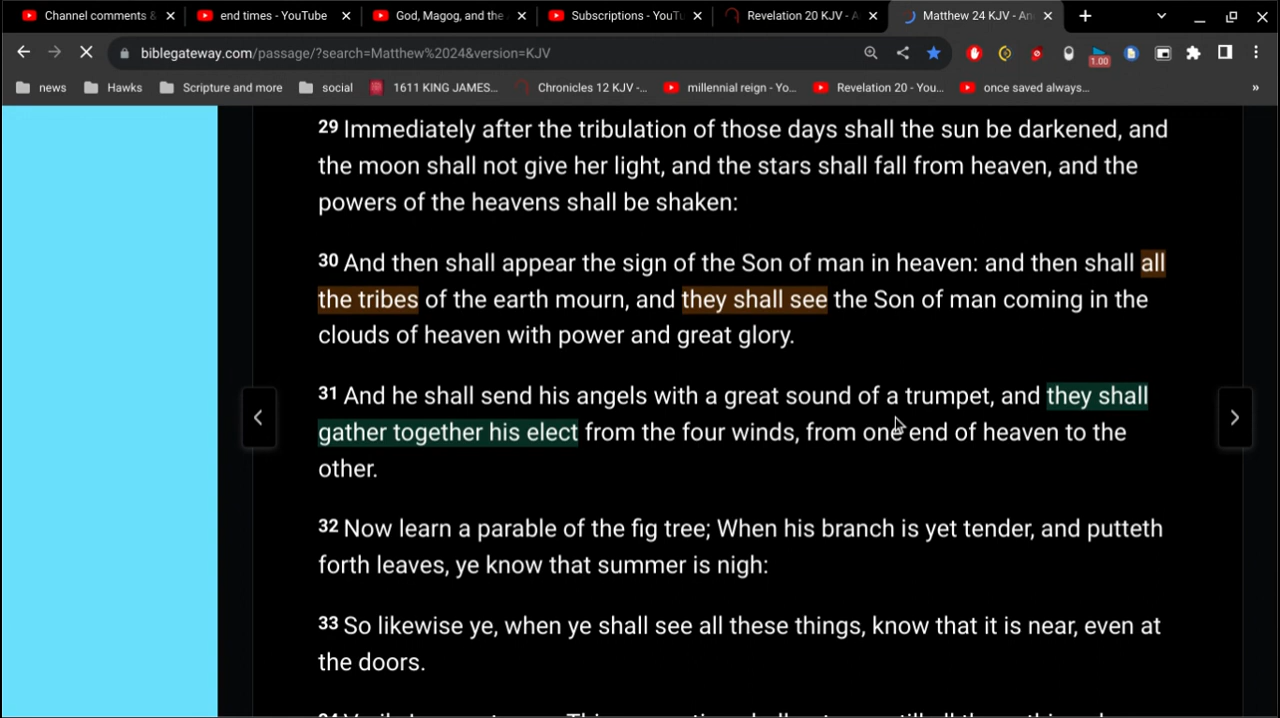 Channel comments &
end times - YouTube
God, Magog, and the
Subscriptions - YouTu
Revelation 20 KJV - A
Matthew 24 KJV - An
biblegateway.com/passage/?search=Matthew%2024&version=KJV
1.00
news
Hawks
Scripture and more
social
1611 KING JAMES...
Chronicles 12 KJV -...
millennial reign - Yo...
Revelation 20 - You...
once saved always...
»
29 Immediately after the tribulation of those days shall the sun be darkened, and
the moon shall not give her light, and the stars shall fall from heaven, and the
powers of the heavens shall be shaken:
30 And then shall appear the sign of the Son of man in heaven: and then shall all
the tribes of the earth mourn, and they shall see the Son of man coming in the
clouds of heaven with power and great glory.
31 And he shall send his angels with a great sound of a trumpet, and they shall
gather together his elect from the four winds, from one end of heaven to the
other.
32 Now learn a parable of the fig tree; When his branch is yet tender, and putteth
forth leaves, ye know that summer is nigh:
33 So likewise ye, when ye shall see all these things, know that it is near, even at
the doors.